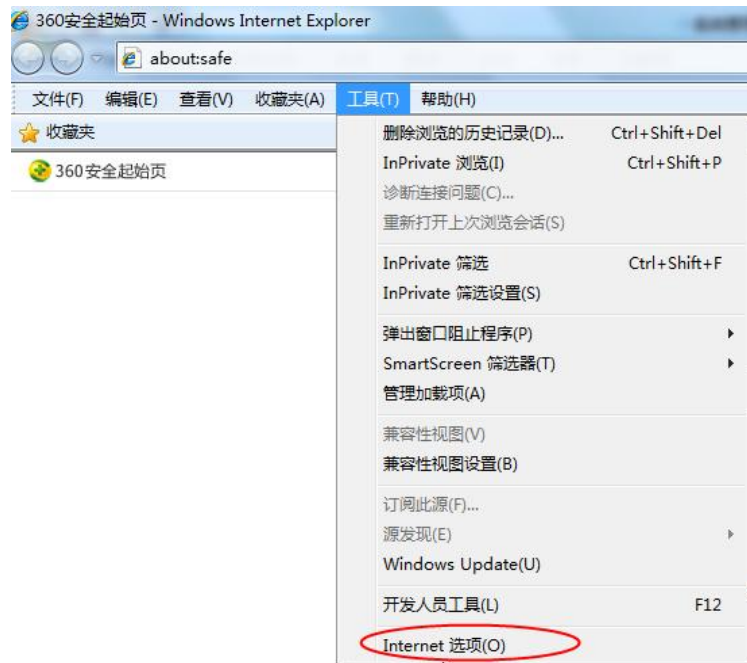 360安全起始页 - Windows Internet Explorer
about:safe
文件(F) 编辑(E) 查看(V) 收藏夹(A) 工具(T) 帮助(H)
收藏夹
360安全起始页
删除浏览的历史记录(D)... Ctrl+Shift+Del
InPrivate 浏览(I) Ctrl+Shift+P
诊断连接问题(C)...
重新打开上次浏览会话(S)
InPrivate 筛选 Ctrl+Shift+F
InPrivate 筛选设置(S)
弹出窗口阻止程序(P)
SmartScreen 筛选器(T)
管理加载项(A)
兼容性视图(V)
兼容性视图设置(B)
订阅此源(F)...
源发现(E)
Windows Update(U)
开发人员工具(L) F12
Internet 选项(O)